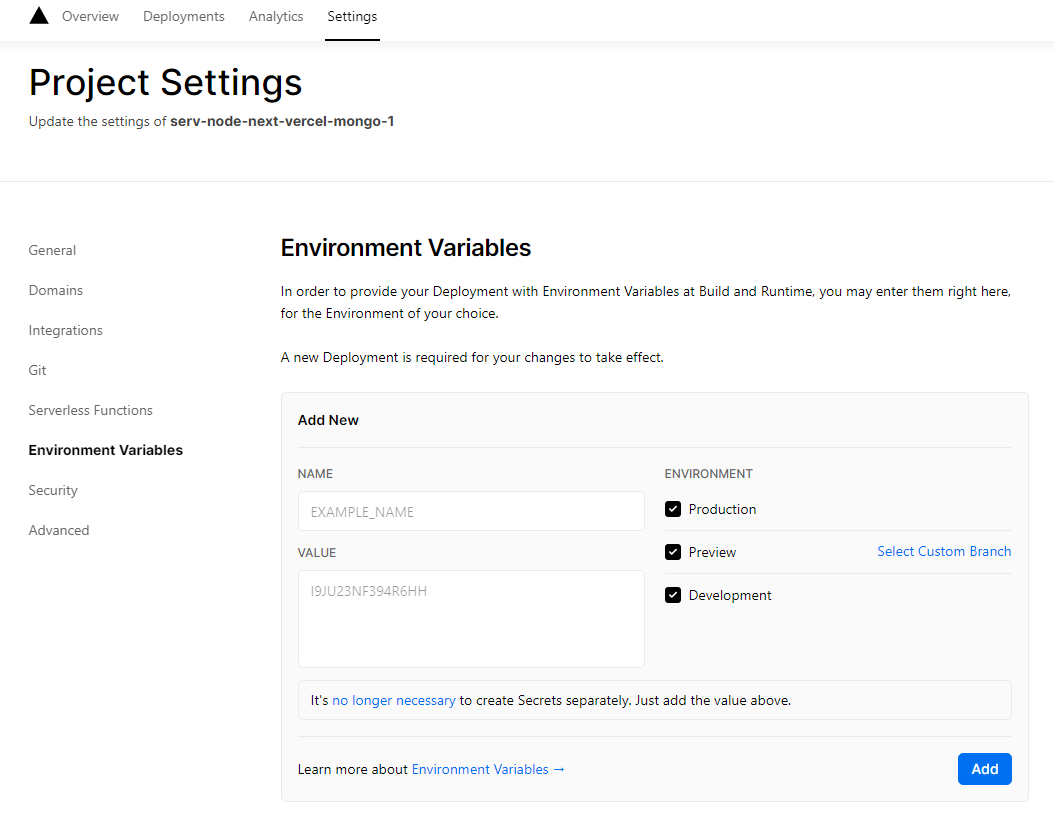 Overview Deployments Analytics Settings
Project Settings
Update the settings of serv-node-next-vercel-mongo-1
General
Domains
Integrations
Git
Serverless Functions
Environment Variables
Security
Advanced
Environment Variables
In order to provide your Deployment with Environment Variables at Build and Runtime, you may enter them right here,
for the Environment of your choice.
A new Deployment is required for your changes to take effect.
Add New
NAME
EXAMPLE_NAME
VALUE
I9JU23NF394R6HH
ENVIRONMENT
Production
Preview Select Custom Branch
Development
It's no longer necessary to create Secrets separately. Just add the value above.
Learn more about Environment Variables →
Add